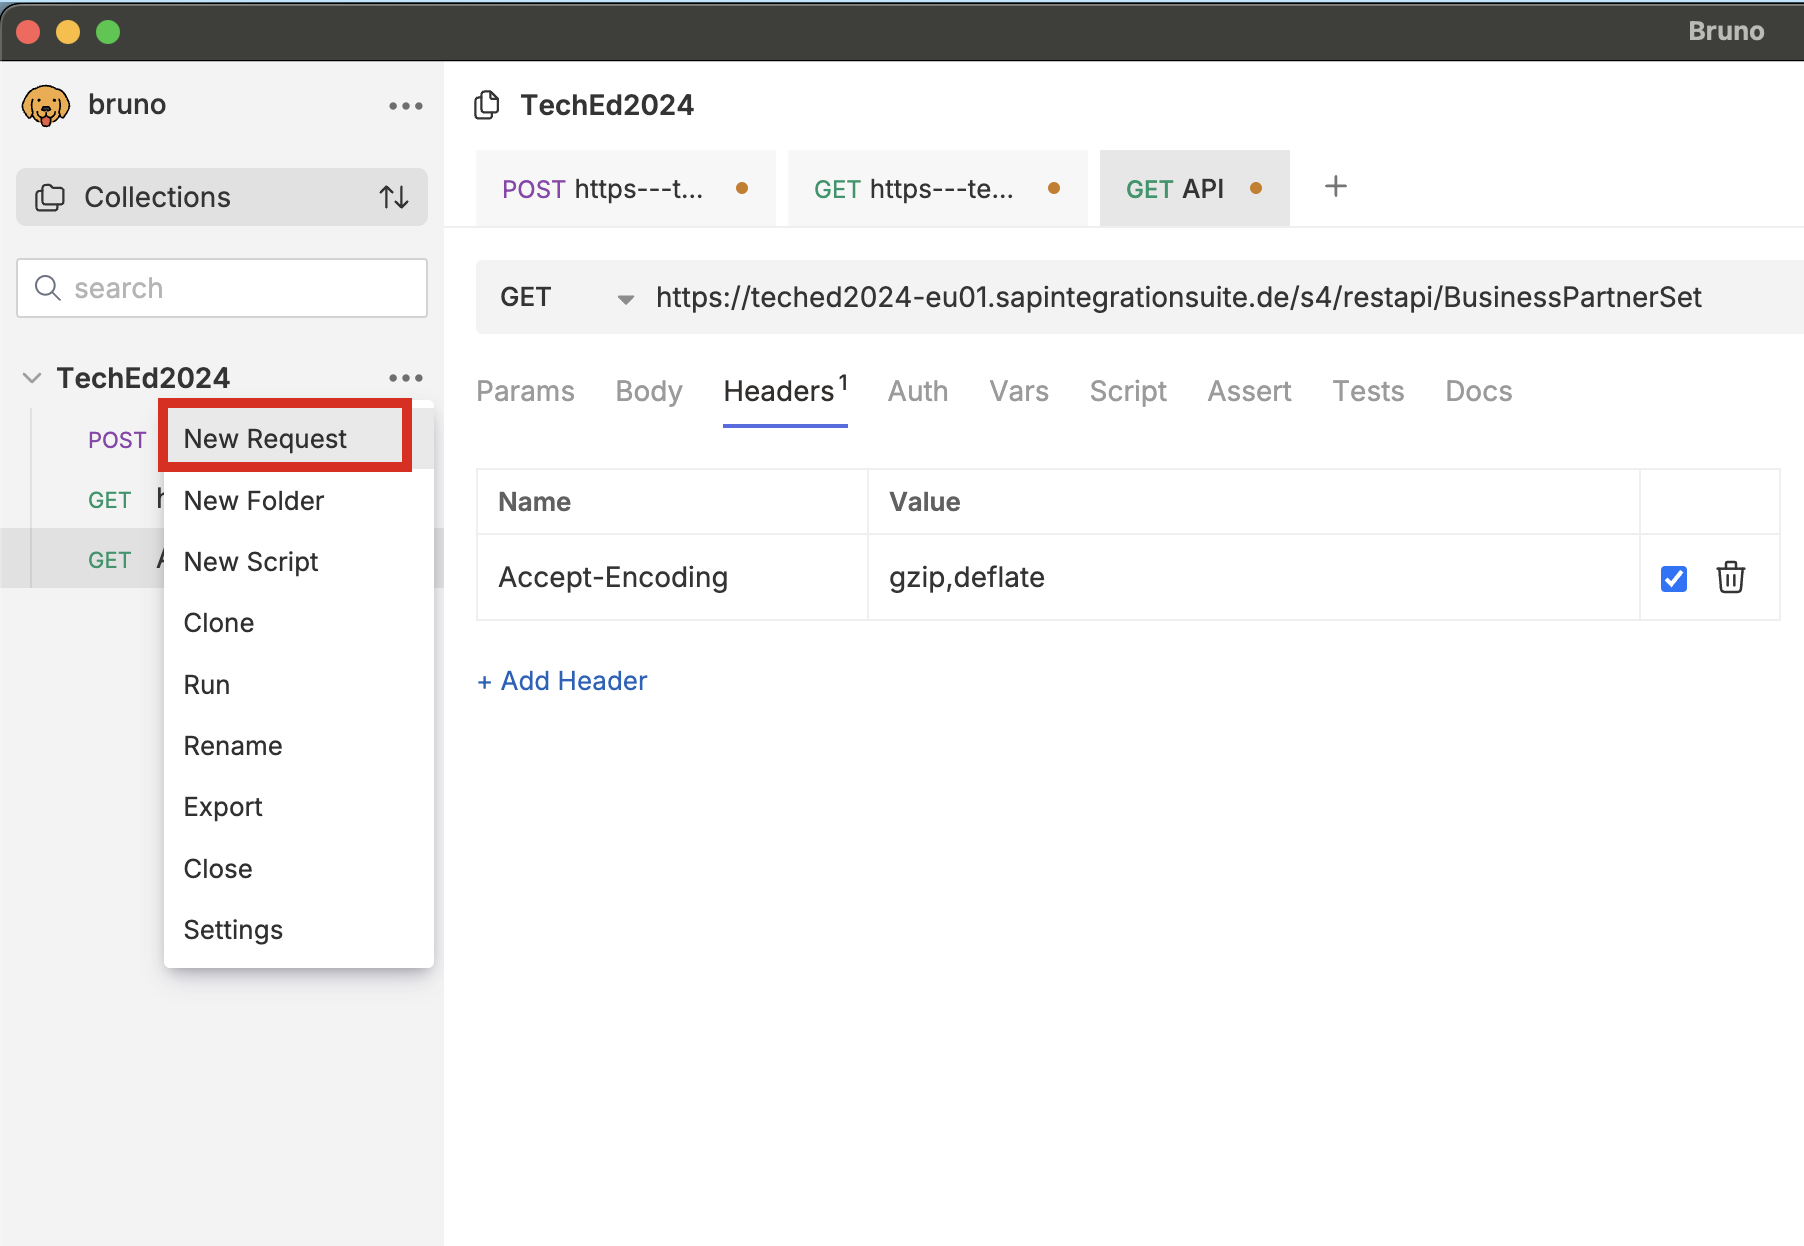 Bruno
bruno
Collections
search
TechEd2024
POST
GET
GET
New Request
New Folder
New Script
Clone
Run
Rename
Export
Close
Settings
TechEd2024
POST https---t...
GET https---te...
GET API
GET https://teched2024-eu01.sapintegrationsuite.de/s4/restapi/BusinessPartnerSet
Params Body Headers 1 Auth Vars Script Assert Tests Docs
Name Value
Accept-Encoding gzip,deflate
+ Add Header